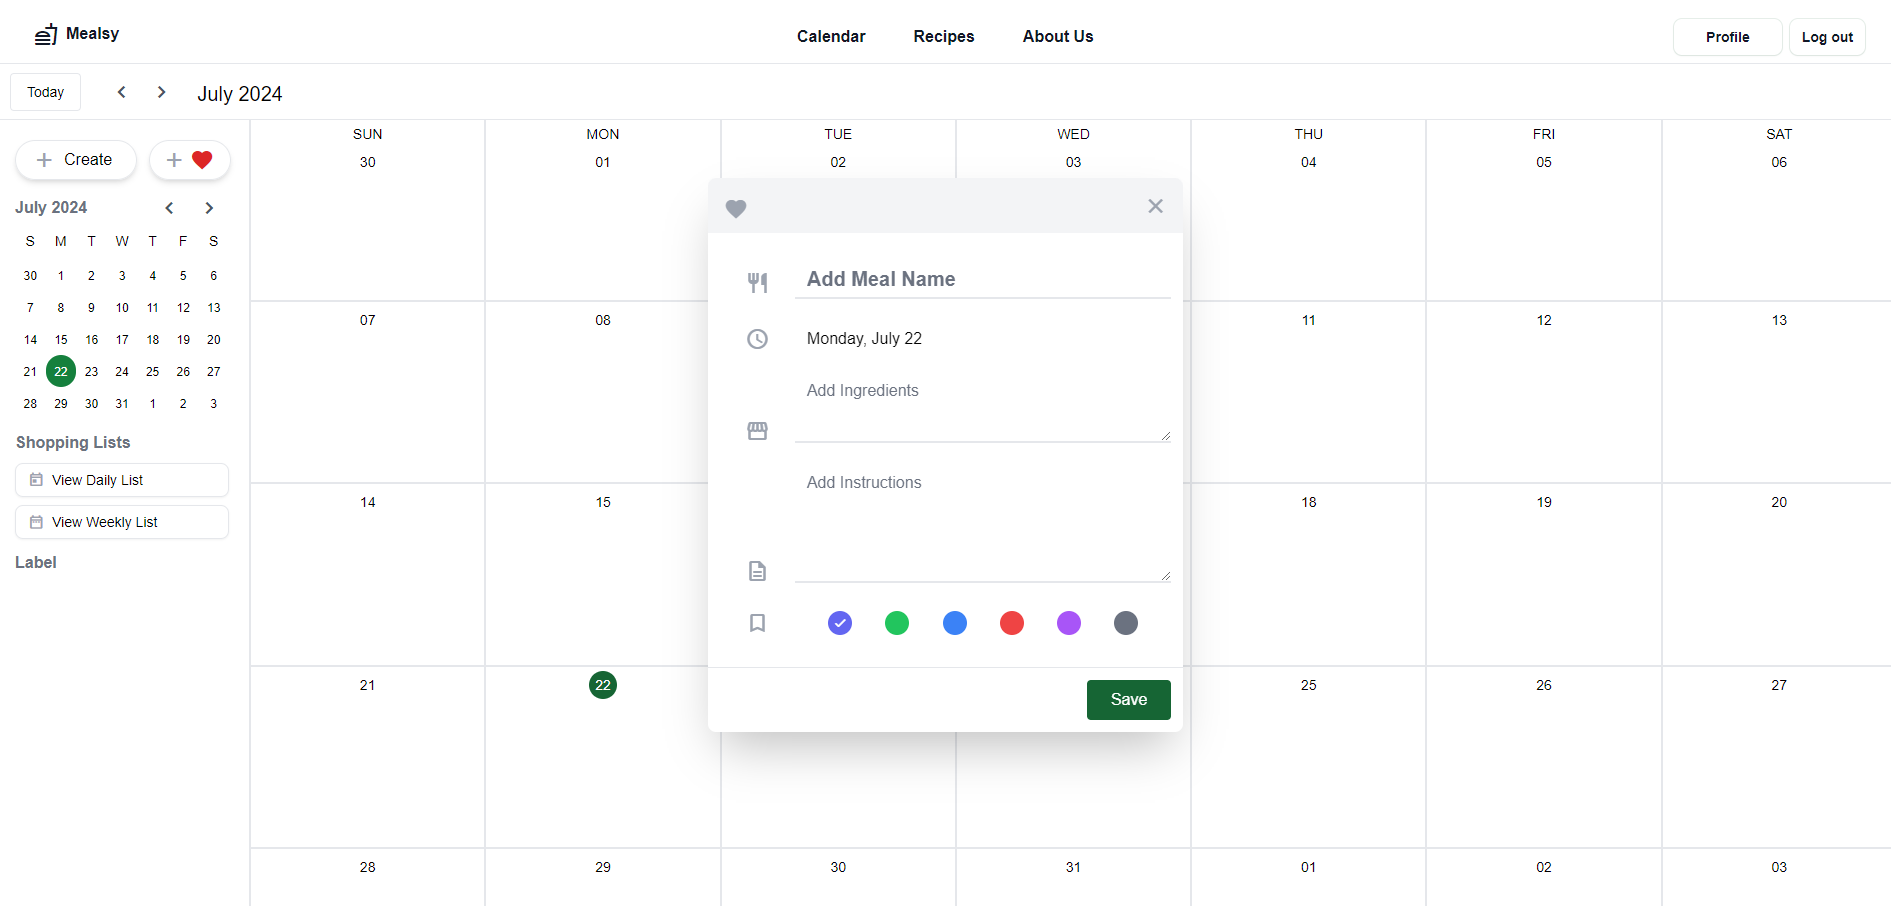 Mealsy
Calendar Recipes About Us
Profile Log out
Today July 2024
Create
July 2024
S M T W T F S
30 1 2 3 4 5 6
7 8 9 10 11 12 13
14 15 16 17 18 19 20
21 22 23 24 25 26 27
28 29 30 31 1 2 3
Shopping Lists
View Daily List
View Weekly List
Label
SUN MON TUE WED THU FRI SAT
30 01 02 03 04 05 06
07 08 11 12 13
14 15 18 19 20
21 22 25 26 27
28 29 30 31 01 02 03
Add Meal Name
Monday, July 22
Add Ingredients
Add Instructions
Save